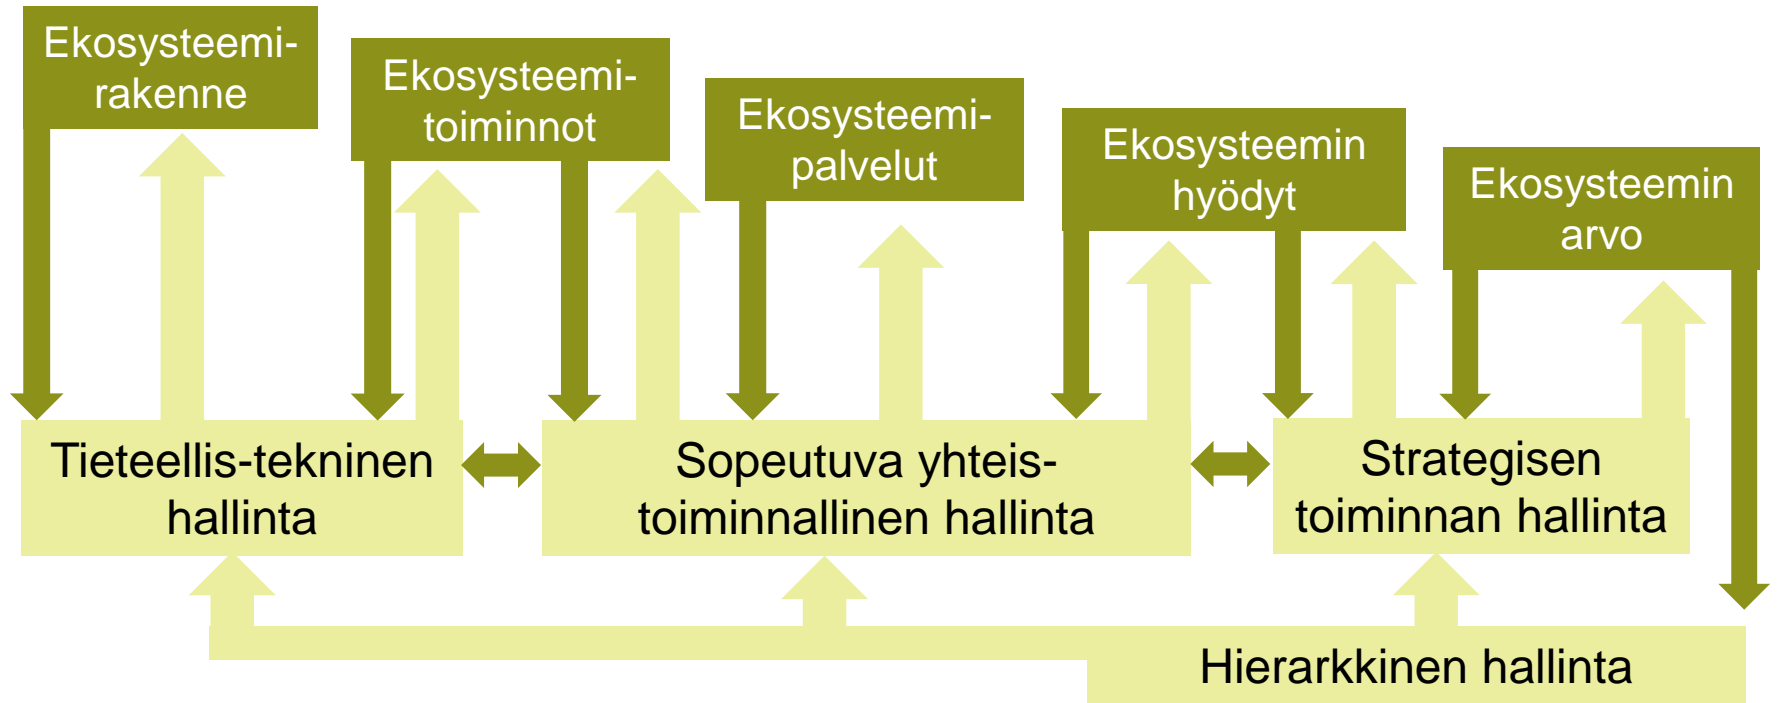 Ekosysteemi-
rakenne
Ekosysteemi-
toiminnot
Ekosysteemi-
palvelut
Ekosysteemin
hyödyt
Ekosysteemin
arvo
Tieteellis-tekninen
hallinta
Sopeutuva yhteis-
toiminnallinen hallinta
Strategisen
toiminnan hallinta
Hierarkkinen hallinta